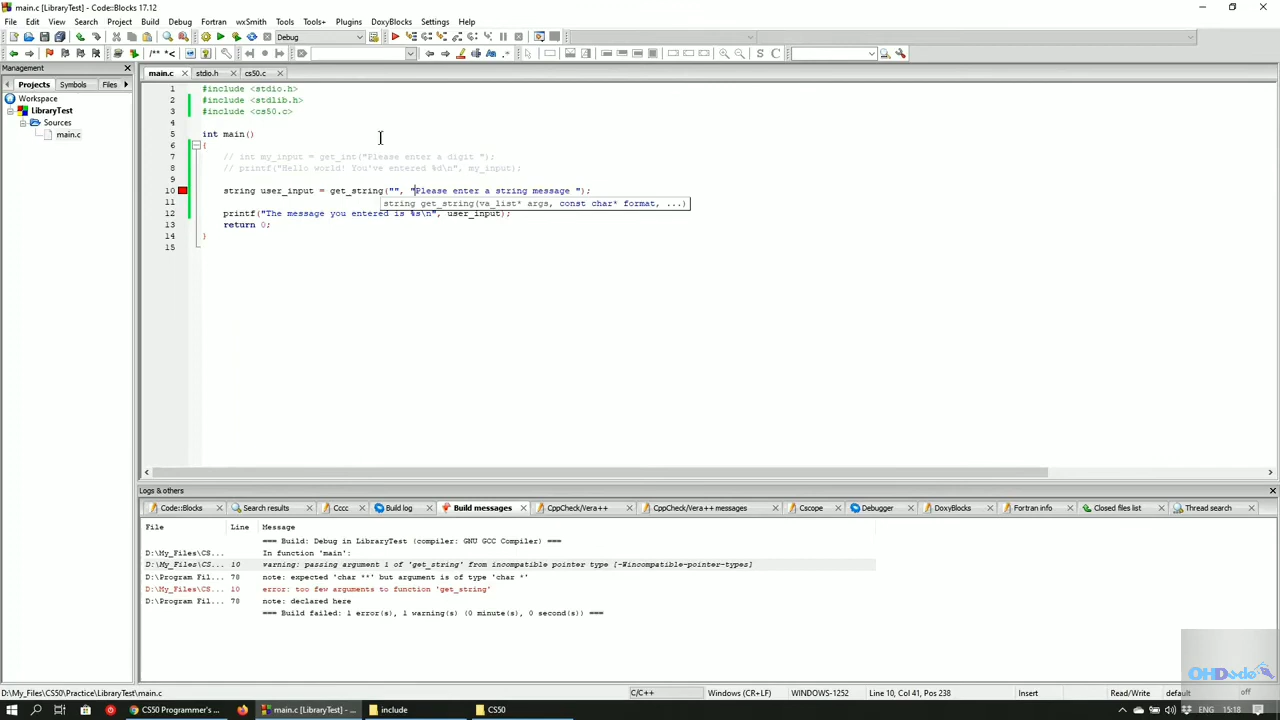 main.c [LibraryTest] - Code::Blocks 17.12
File Edit View Search Project Build Debug Fortran wxSmith Tools Tools+ Plugins DoxyBlocks Settings Help
Debug
/** *<
Management
main.c stdio.h cs50.c
Projects Symbols Files
Workspace
LibraryTest
Sources
main.c
1 #include <stdio.h>
2 #include <stdlib.h>
3 #include <cs50.c>
4
5 int main()
6 {
7 // int my_input = get_int("Please enter a digit ");
8 // printf("Hello world! You've entered %d\n", my_input);
9
10 string user_input = get_string("", "Please enter a string message ");
string get_string(va_list* args, const char* format, ...)
11
12 printf("The message you entered is %s\n", user_input);
13 return 0;
14 }
15
Logs & others
Code::Blocks Search results Cccc Build log Build messages CppCheck/Vera++ CppCheck/Vera++ messages Cscope Debugger DoxyBlocks Fortran info Closed files list Thread search
File Line Message
=== Build: Debug in LibraryTest (compiler: GNU GCC Compiler) ===
D:\My_Files\CS... In function 'main':
D:\My_Files\CS... 10 warning: passing argument 1 of 'get_string' from incompatible pointer type [-Wincompatible-pointer-types]
D:\Program Fil... 78 note: expected 'char **' but argument is of type 'char *'
D:\My_Files\CS... 10 error: too few arguments to function 'get_string'
D:\Program Fil... 78 note: declared here
=== Build failed: 1 error(s), 1 warning(s) (0 minute(s), 0 second(s)) ===
OHDodo
D:\My_Files\CS50\Practice\LibraryTest\main.c C/C++ Windows (CR+LF) WINDOWS-1252 Line 10, Col 41, Pos 238 Insert Read/Write default
CS50 Programmer's ... main.c [LibraryTest] -... include CS50 ENG 15:18